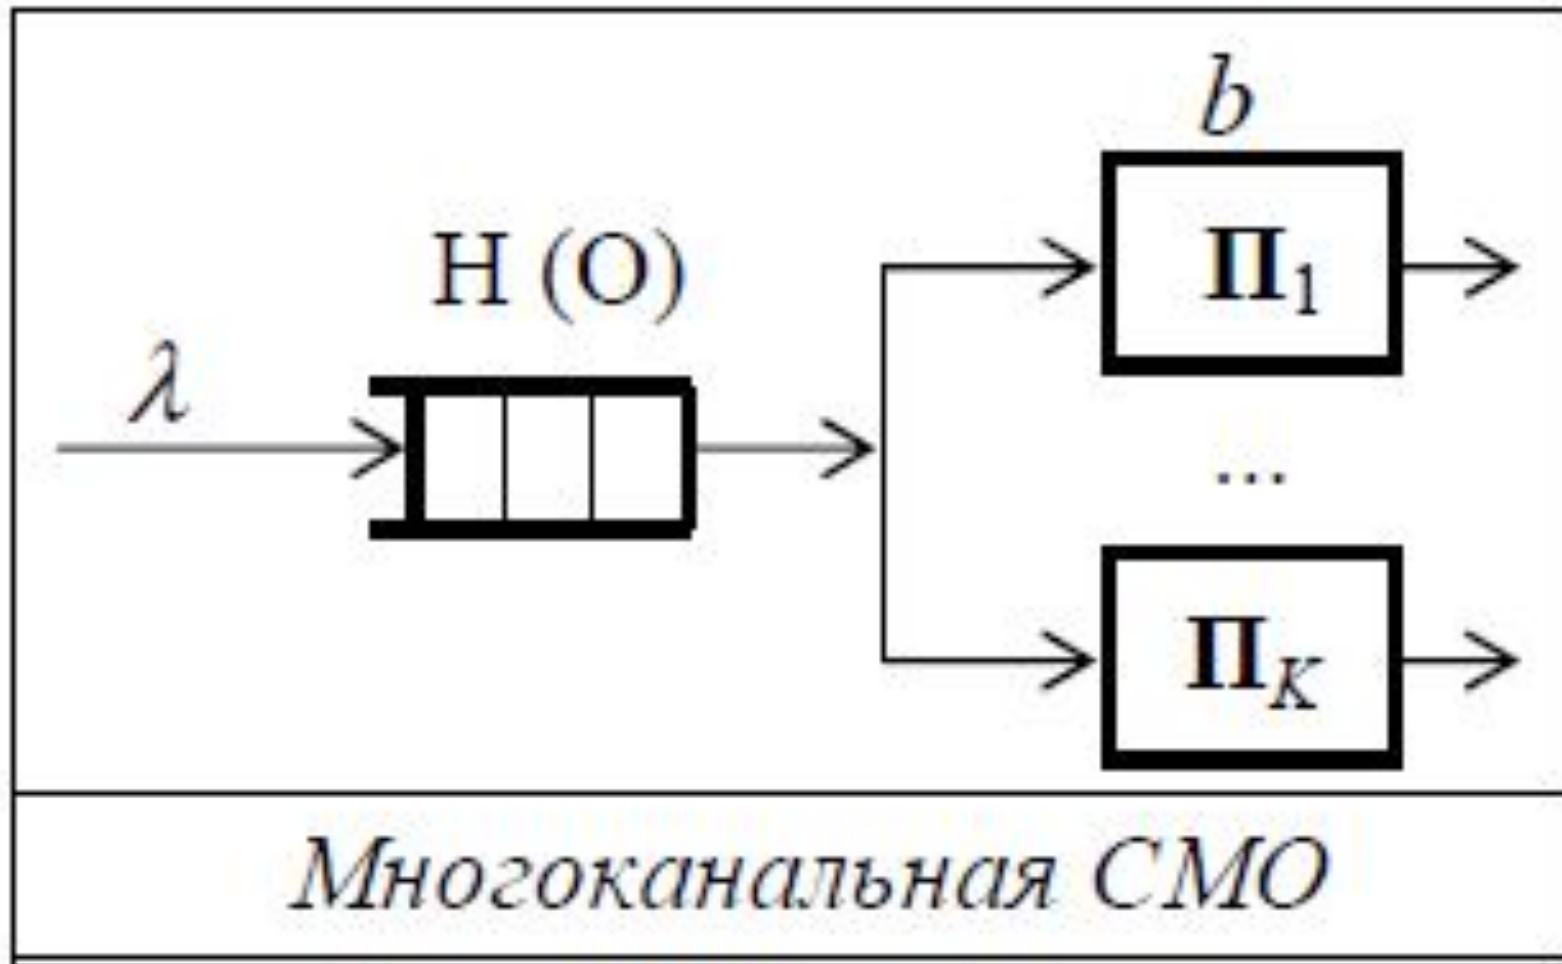 b
H (O)
λ
П1
...
ПK
Многоканальная СМО